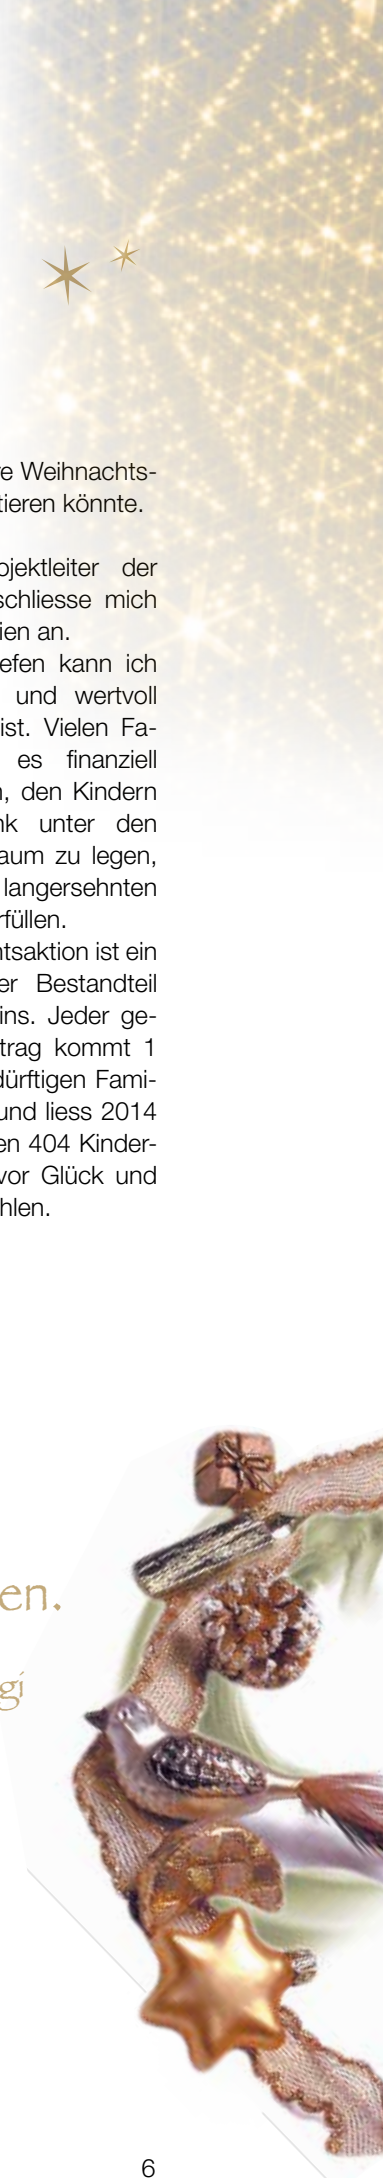 re Weihnachts-
tieren könnte.
ojektleiter der
schliesse mich
ien an.
efen kann ich
und wertvoll
ist. Vielen Fa-
es finanziell
n, den Kindern
nk unter den
aum zu legen,
langersehnten
rfüllen.
ntsaktion ist ein
er Bestandteil
ins. Jeder ge-
trag kommt 1
dürftigen Fami-
und liess 2014
en 404 Kinder-
vor Glück und
hlen.
en.
gi
6